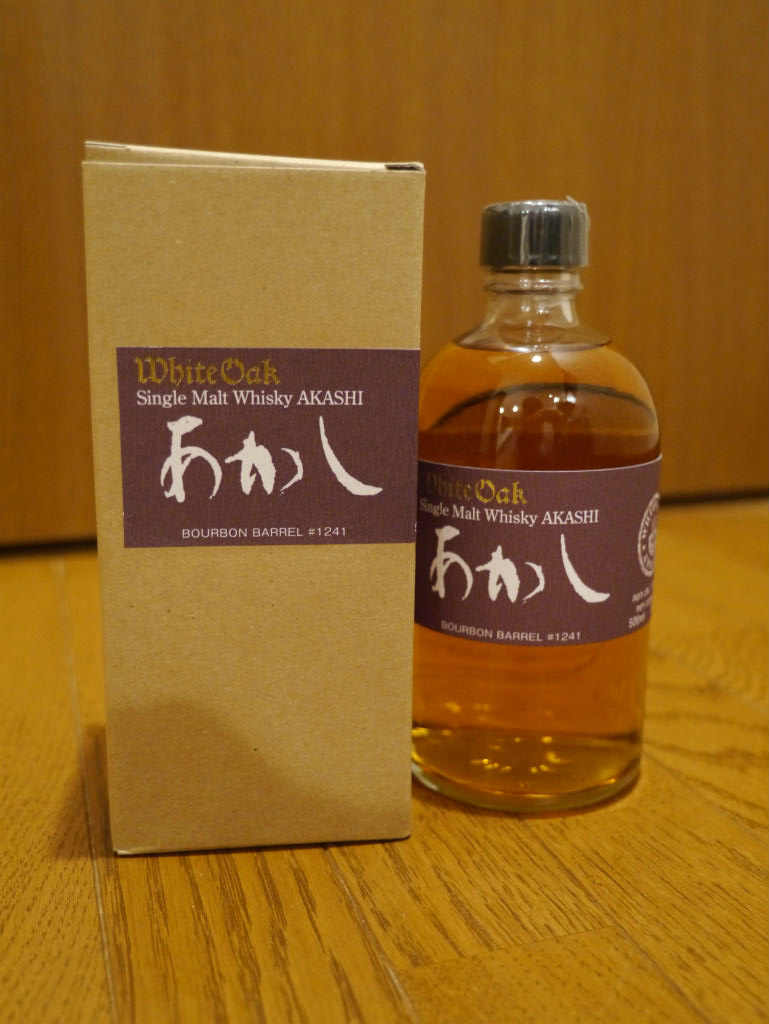 White Oak
Single Malt Whisky AKASHI
あかし
BOURBON BARREL #1241
White Oak
Single Malt Whisky AKASHI
あかし
BOURBON BARREL #1241
500ml